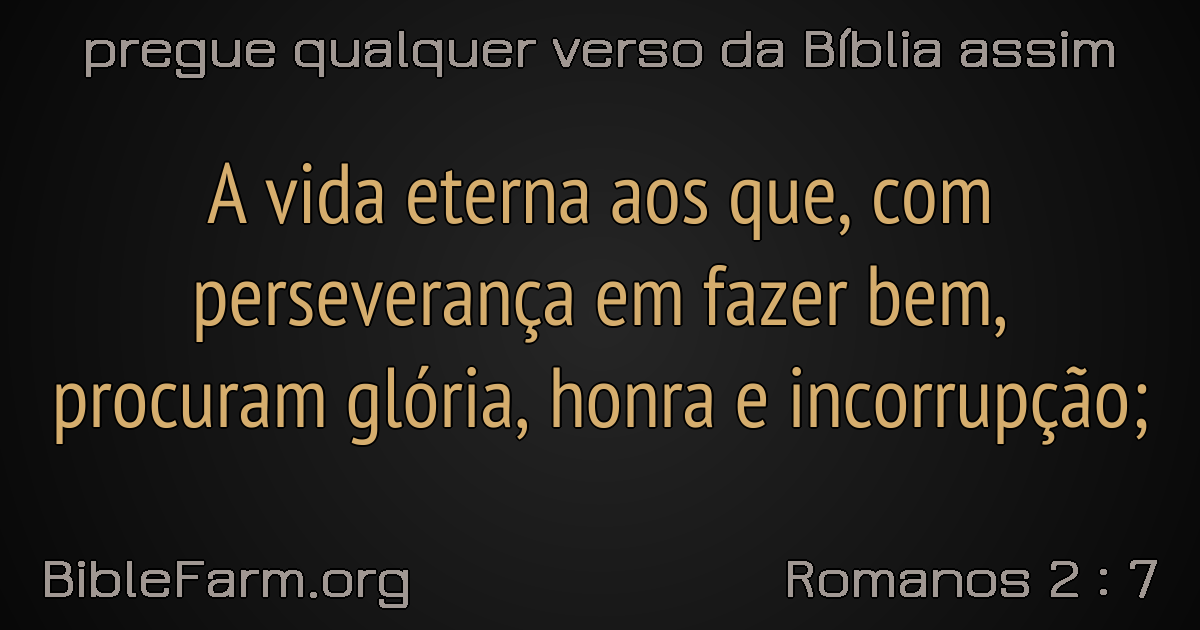 pregue qualquer verso da Bíblia assim
A vida eterna aos que, com
perseverança em fazer bem,
procuram glória, honra e incorrupção;
BibleFarm.org
Romanos 2 : 7